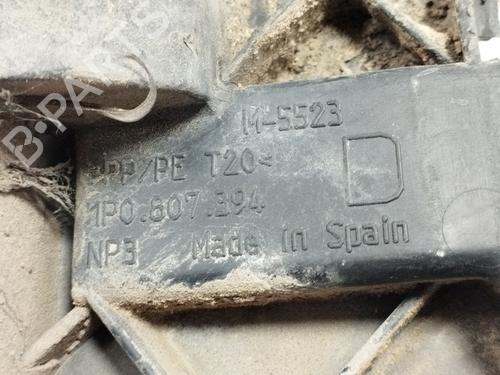 B-PARTS
M-5523
>PP/PE T20<
D
1P0.807.394
NP3 Made in Spain